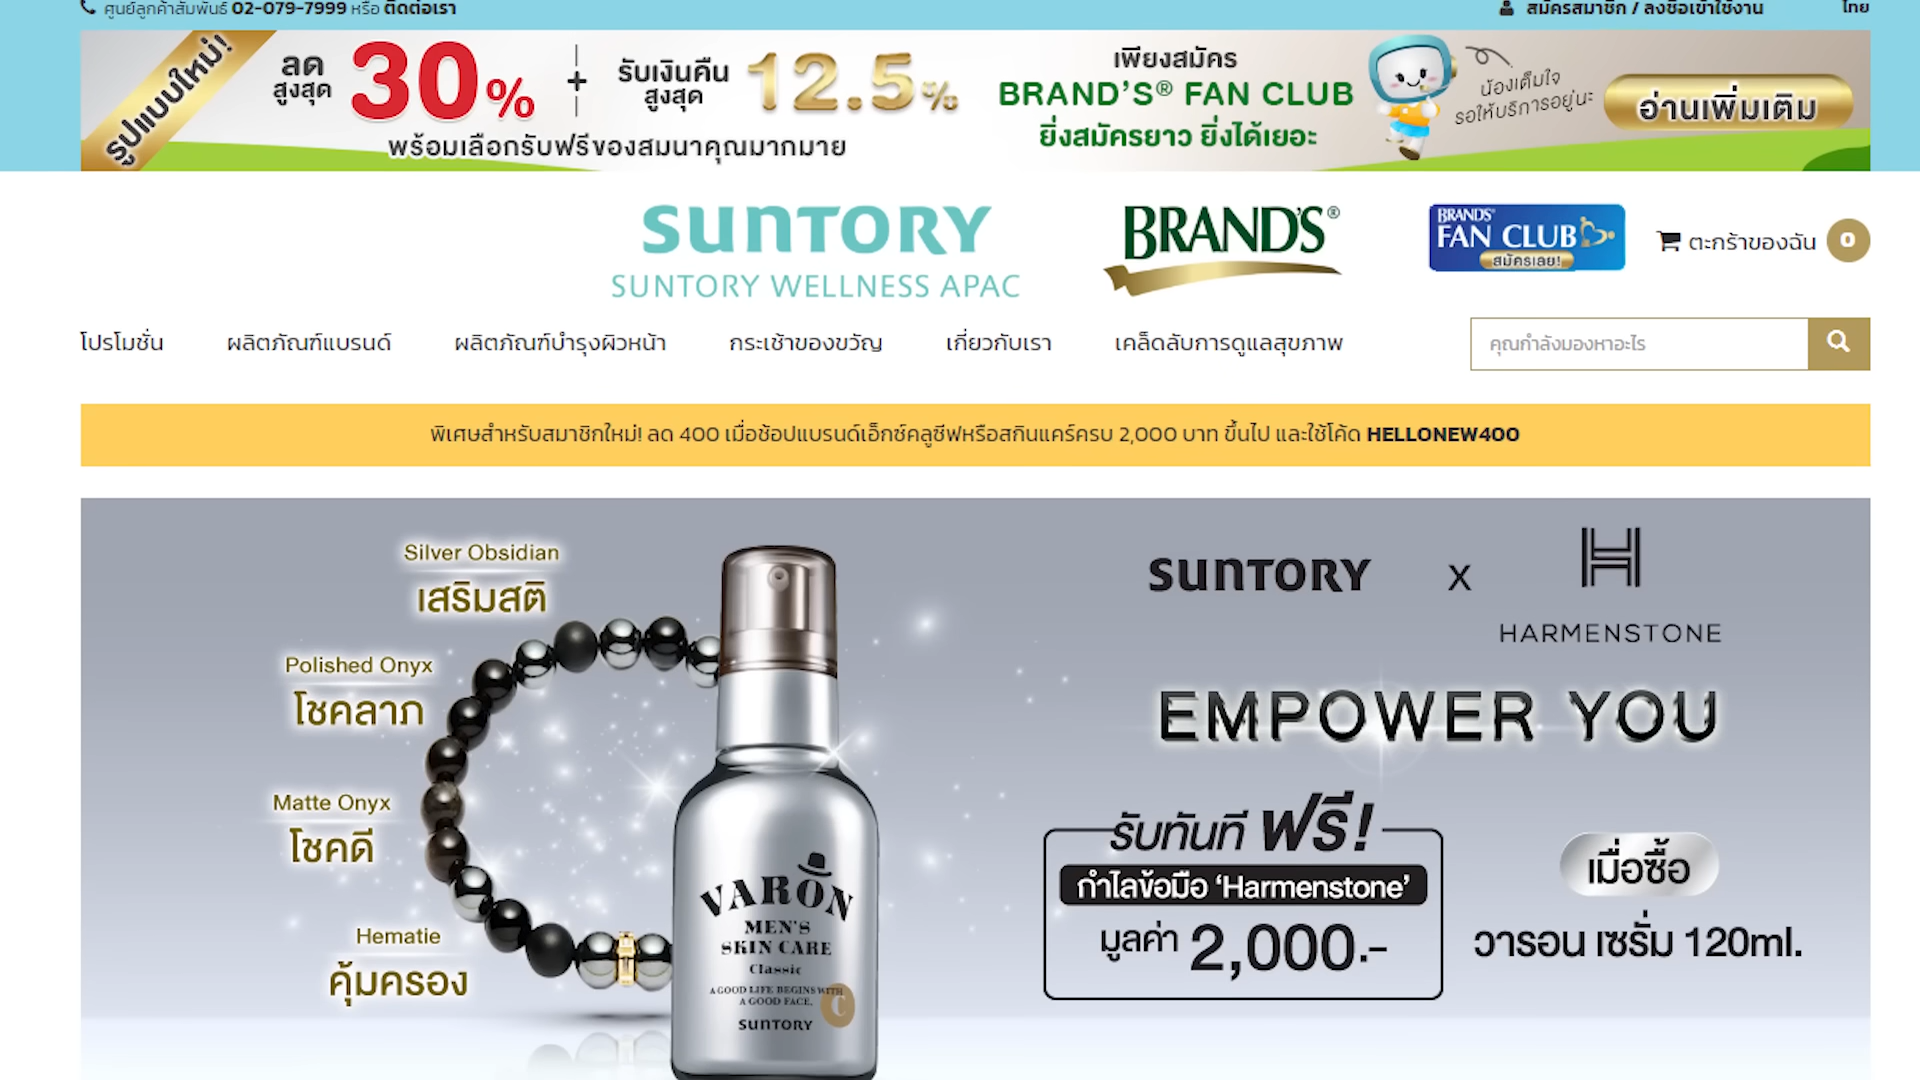 ศูนย์ลูกค้าสัมพันธ์ 02-079-7999 หรือ ติดต่อเรา
สมัครสมาชิก / ลงชื่อเข้าใช้งาน
ไทย
รูปแบบใหม่!
ลด
สูงสุด
30%
+
รับเงินคืน
สูงสุด
12.5%
พร้อมเลือกรับฟรีของสมนาคุณมากมาย
เพียงสมัคร
BRAND'S® FAN CLUB
ยิ่งสมัครยาว ยิ่งได้เยอะ
น้องเต็มใจ
รอให้บริการอยู่นะ
อ่านเพิ่มเติม
SUNTORY
SUNTORY WELLNESS APAC
BRAND'S®
BRAND'S®
FAN CLUB
สมัครเลย!
ตะกร้าของฉัน 0
โปรโมชั่น ผลิตภัณฑ์แบรนด์ ผลิตภัณฑ์บำรุงผิวหน้า กระเช้าของขวัญ เกี่ยวกับเรา เคล็ดลับการดูแลสุขภาพ
คุณกำลังมองหาอะไร
พิเศษสำหรับสมาชิกใหม่! ลด 400 เมื่อช้อปแบรนด์เอ็กซ์คลูซีฟหรือสกินแคร์ครบ 2,000 บาท ขึ้นไป และใช้โค้ด HELLONEW400
Silver Obsidian
เสริมสติ
Polished Onyx
โชคลาภ
Matte Onyx
โชคดี
Hematie
คุ้มครอง
VARON
MEN'S
SKIN CARE
Classic
A GOOD LIFE BEGINS WITH
A GOOD FACE.
C
SUNTORY
SUNTORY x H
HARMENSTONE
EMPOWER YOU
รับทันที ฟรี!
กำไลข้อมือ 'Harmenstone'
มูลค่า 2,000.-
เมื่อซื้อ
วารอน เซรั่ม 120ml.